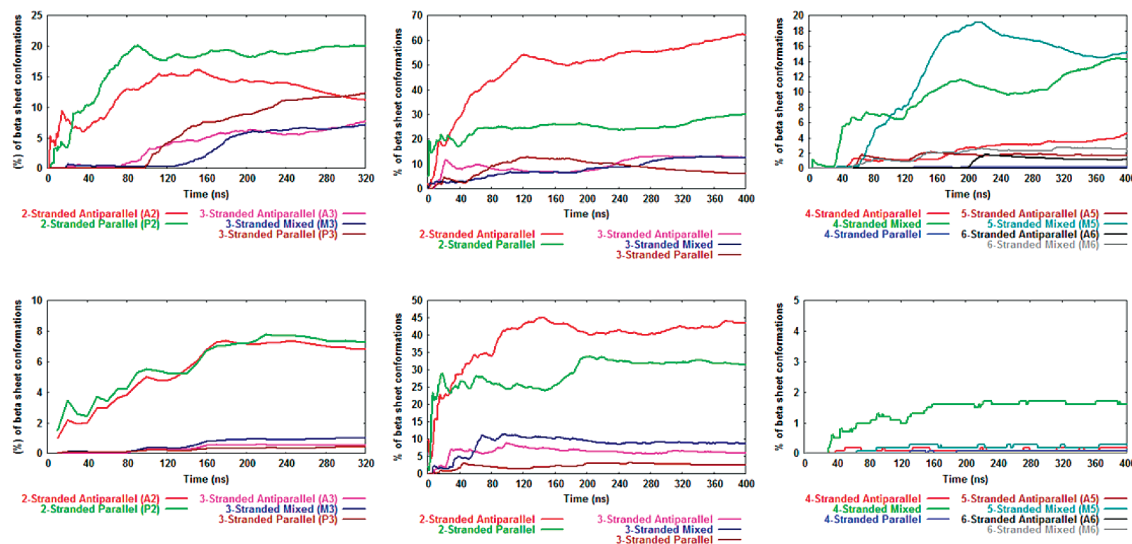 (%) of beta sheet conformations
25
20
15
10
5
0
0 40 80 120 160 200 240 280 320
Time (ns)
2-Stranded Antiparallel (A2) 3-Stranded Antiparallel (A3)
2-Stranded Parallel (P2) 3-Stranded Mixed (M3)
3-Stranded Parallel (P3)
% of beta sheet conformations
70
60
50
40
30
20
10
0
0 40 80 120 160 200 240 280 320 360 400
Time (ns)
2-Stranded Antiparallel 3-Stranded Antiparallel
2-Stranded Parallel 3-Stranded Mixed
3-Stranded Parallel
% of beta sheet conformations
20
18
16
14
12
10
8
6
4
2
0
0 40 80 120 160 200 240 280 320 360 400
Time (ns)
4-Stranded Antiparallel 5-Stranded Antiparallel (A5)
4-Stranded Mixed 5-Stranded Mixed (M5)
4-Stranded Parallel 6-Stranded Antiparallel (A6)
6-Stranded Mixed (M6)
(%) of beta sheet conformations
10
8
6
4
2
0
0 40 80 120 160 200 240 280 320
Time (ns)
2-Stranded Antiparallel (A2) 3-Stranded Antiparallel (A3)
2-Stranded Parallel (P2) 3-Stranded Mixed (M3)
3-Stranded Parallel (P3)
% of beta sheet conformations
50
45
40
35
30
25
20
15
10
5
0
0 40 80 120 160 200 240 280 320 360 400
Time (ns)
2-Stranded Antiparallel 3-Stranded Antiparallel
2-Stranded Parallel 3-Stranded Mixed
3-Stranded Parallel
% of beta sheet conformations
5
4
3
2
1
0
0 40 80 120 160 200 240 280 320 360 400
Time (ns)
4-Stranded Antiparallel 5-Stranded Antiparallel (A5)
4-Stranded Mixed 5-Stranded Mixed (M5)
4-Stranded Parallel 6-Stranded Antiparallel (A6)
6-Stranded Mixed (M6)